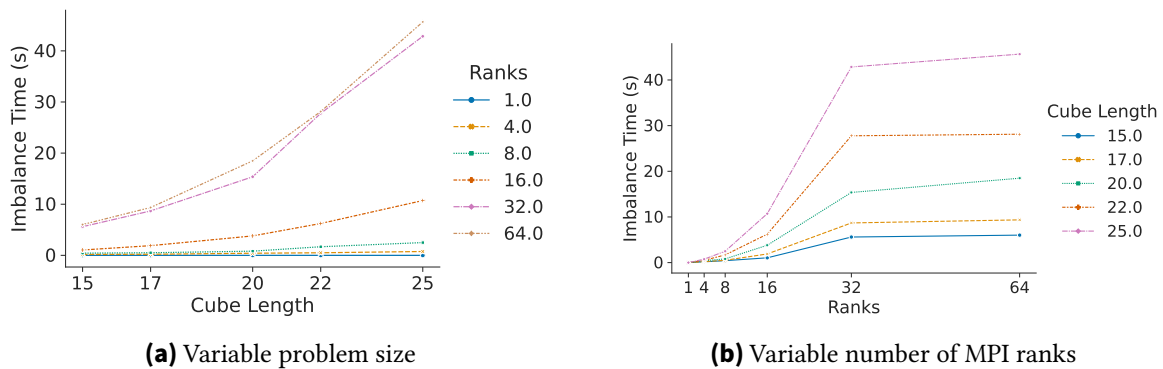 Imbalance Time (s)
40
30
20
10
0
15 17 20 22 25
Cube Length
Ranks
1.0
4.0
8.0
16.0
32.0
64.0
(a) Variable problem size
Imbalance Time (s)
40
30
20
10
0
1 4 8 16 32 64
Ranks
Cube Length
15.0
17.0
20.0
22.0
25.0
(b) Variable number of MPI ranks